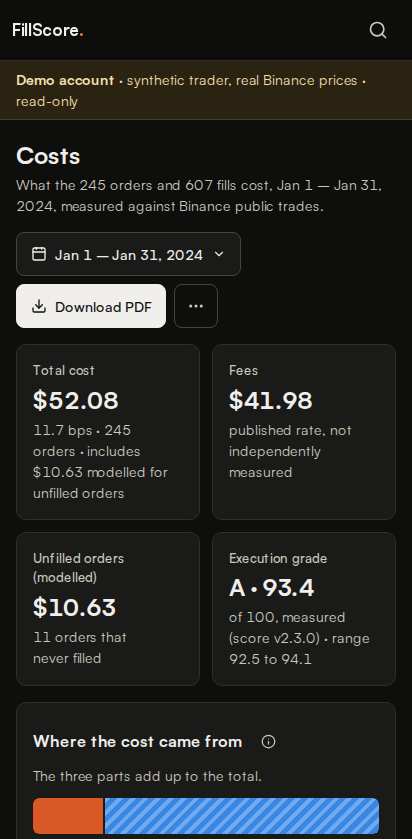 FillScore.
Demo account · synthetic trader, real Binance prices ·
read-only
Costs
What the 245 orders and 607 fills cost, Jan 1 – Jan 31,
2024, measured against Binance public trades.
Jan 1 – Jan 31, 2024
Download PDF
Total cost
$52.08
11.7 bps · 245
orders · includes
$10.63 modelled for
unfilled orders
Fees
$41.98
published rate, not
independently
measured
Unfilled orders
(modelled)
$10.63
11 orders that
never filled
Execution grade
A · 93.4
of 100, measured
(score v2.3.0) · range
92.5 to 94.1
Where the cost came from
The three parts add up to the total.